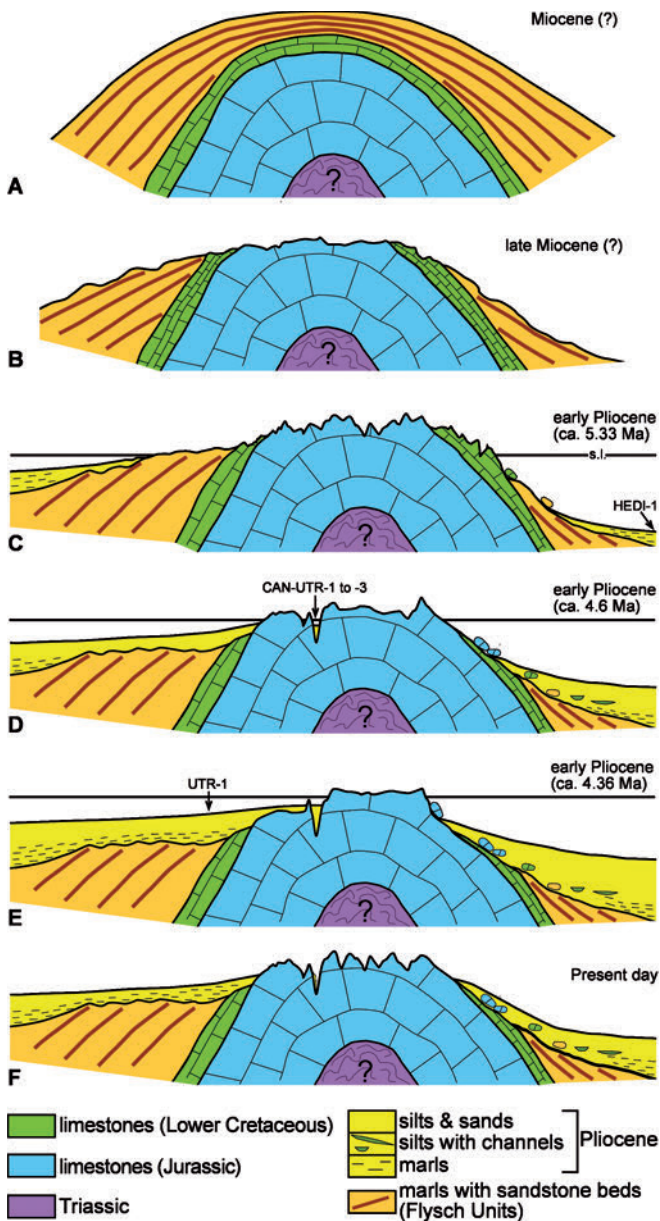 Miocene (?)
?
A
late Miocene (?)
?
B
early Pliocene
(ca. 5.33 Ma)
s.l.
HEDI-1
?
C
CAN-UTR-1 to -3
early Pliocene
(ca. 4.6 Ma)
?
D
UTR-1
early Pliocene
(ca. 4.36 Ma)
?
E
Present day
?
F
limestones (Lower Cretaceous)
limestones (Jurassic)
Triassic
silts & sands
silts with channels
marls
Pliocene
marls with sandstone beds
(Flysch Units)